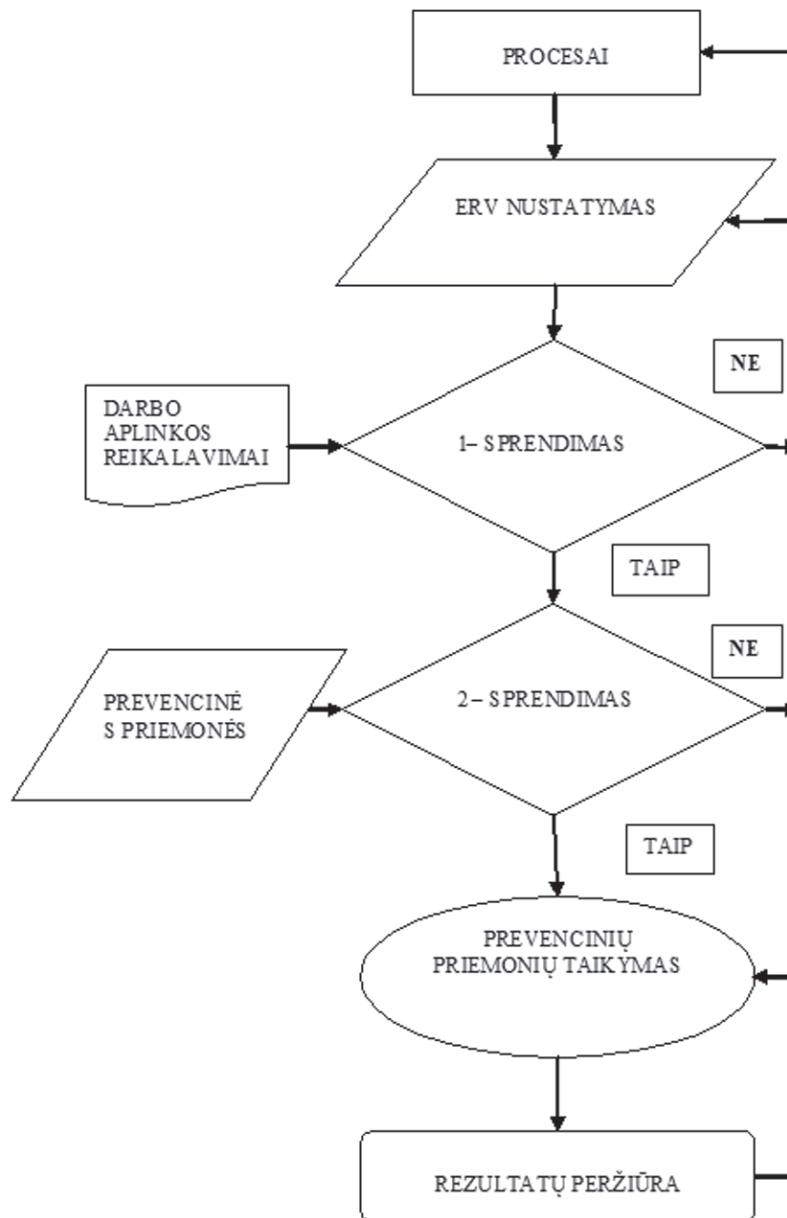 PROCESAI
ERV NUSTATYMAS
NE
DARBO
APLINKOS
REIKALAVIMAI
1– SPRENDIMAS
TAIP
NE
PREVENCINĖ
S PRIEMONĖS
2 – SPRENDIMAS
TAIP
PREVENCINIŲ
PRIEMONIŲ TAIKYMAS
REZULTATŲ PERŽIŪRA